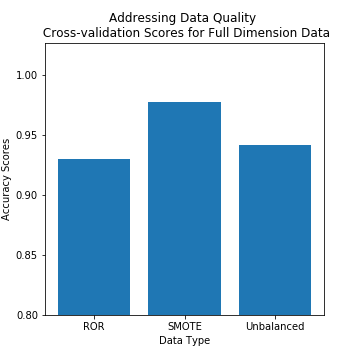 Addressing Data Quality
Cross-validation Scores for Full Dimension Data
Accuracy Scores
1.00
0.95
0.90
0.85
0.80
ROR SMOTE Unbalanced
Data Type